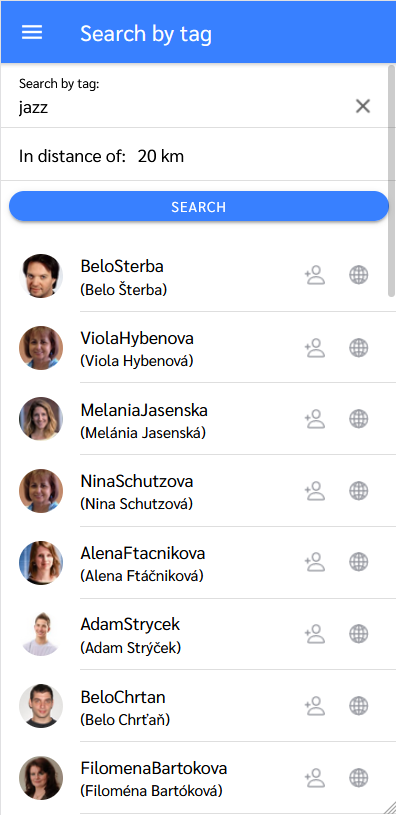 Search by tag
Search by tag:
jazz
In distance of: 20 km
SEARCH
BeloSterba
(Belo Šterba)
ViolaHybenova
(Viola Hybenová)
MelaniaJasenska
(Melánia Jasenská)
NinaSchutzova
(Nina Schutzová)
AlenaFtacnikova
(Alena Ftáčniková)
AdamStrycek
(Adam Strýček)
BeloChrtan
(Belo Chrťaň)
FilomenaBartokova
(Filoména Bartóková)